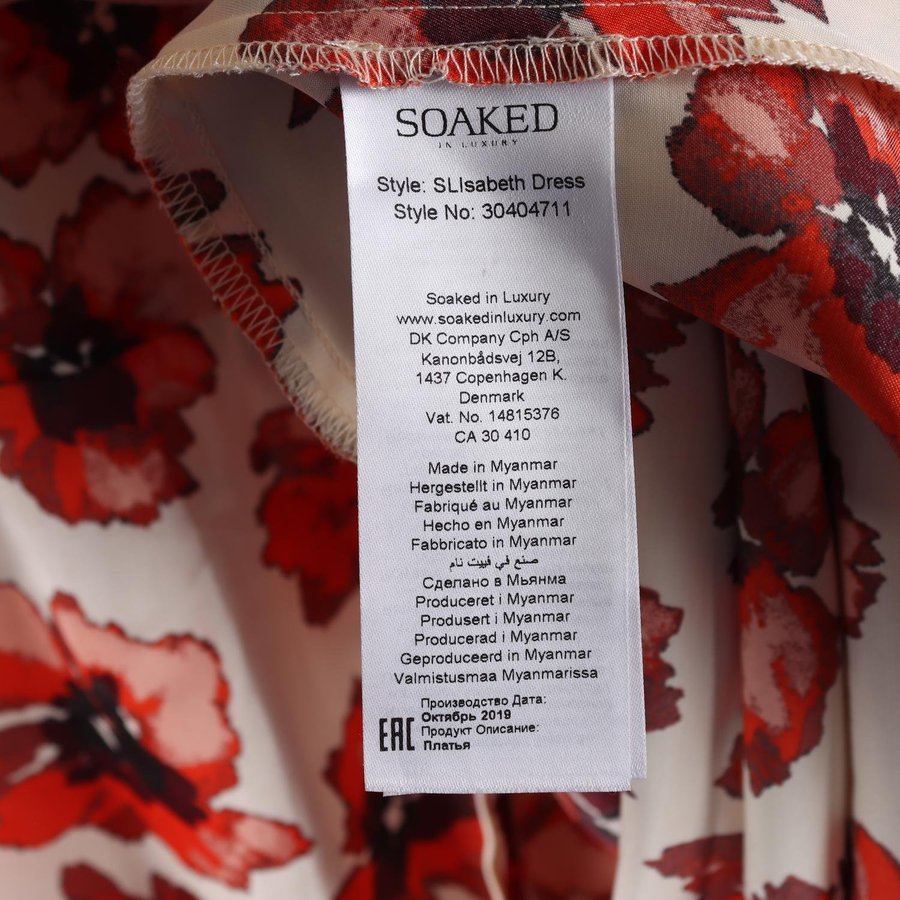 SOAKED
IN LUXURY
Style: SLIsabeth Dress
Style No: 30404711
Soaked in Luxury
www.soakedinluxury.com
DK Company Cph A/S
Kanonbådsvej 12B,
1437 Copenhagen K.
Denmark
Vat. No. 14815376
CA 30 410
Made in Myanmar
Hergestellt in Myanmar
Fabriqué au Myanmar
Hecho en Myanmar
Fabbricato in Myanmar
صنع في فييت نام
Сделано в Мьянма
Produceret i Myanmar
Produsert i Myanmar
Producerad i Myanmar
Geproduceerd in Myanmar
Valmistusmaa Myanmarissa
Производство Дата:
Октябрь 2019
Продукт Описание:
Платья
EAC